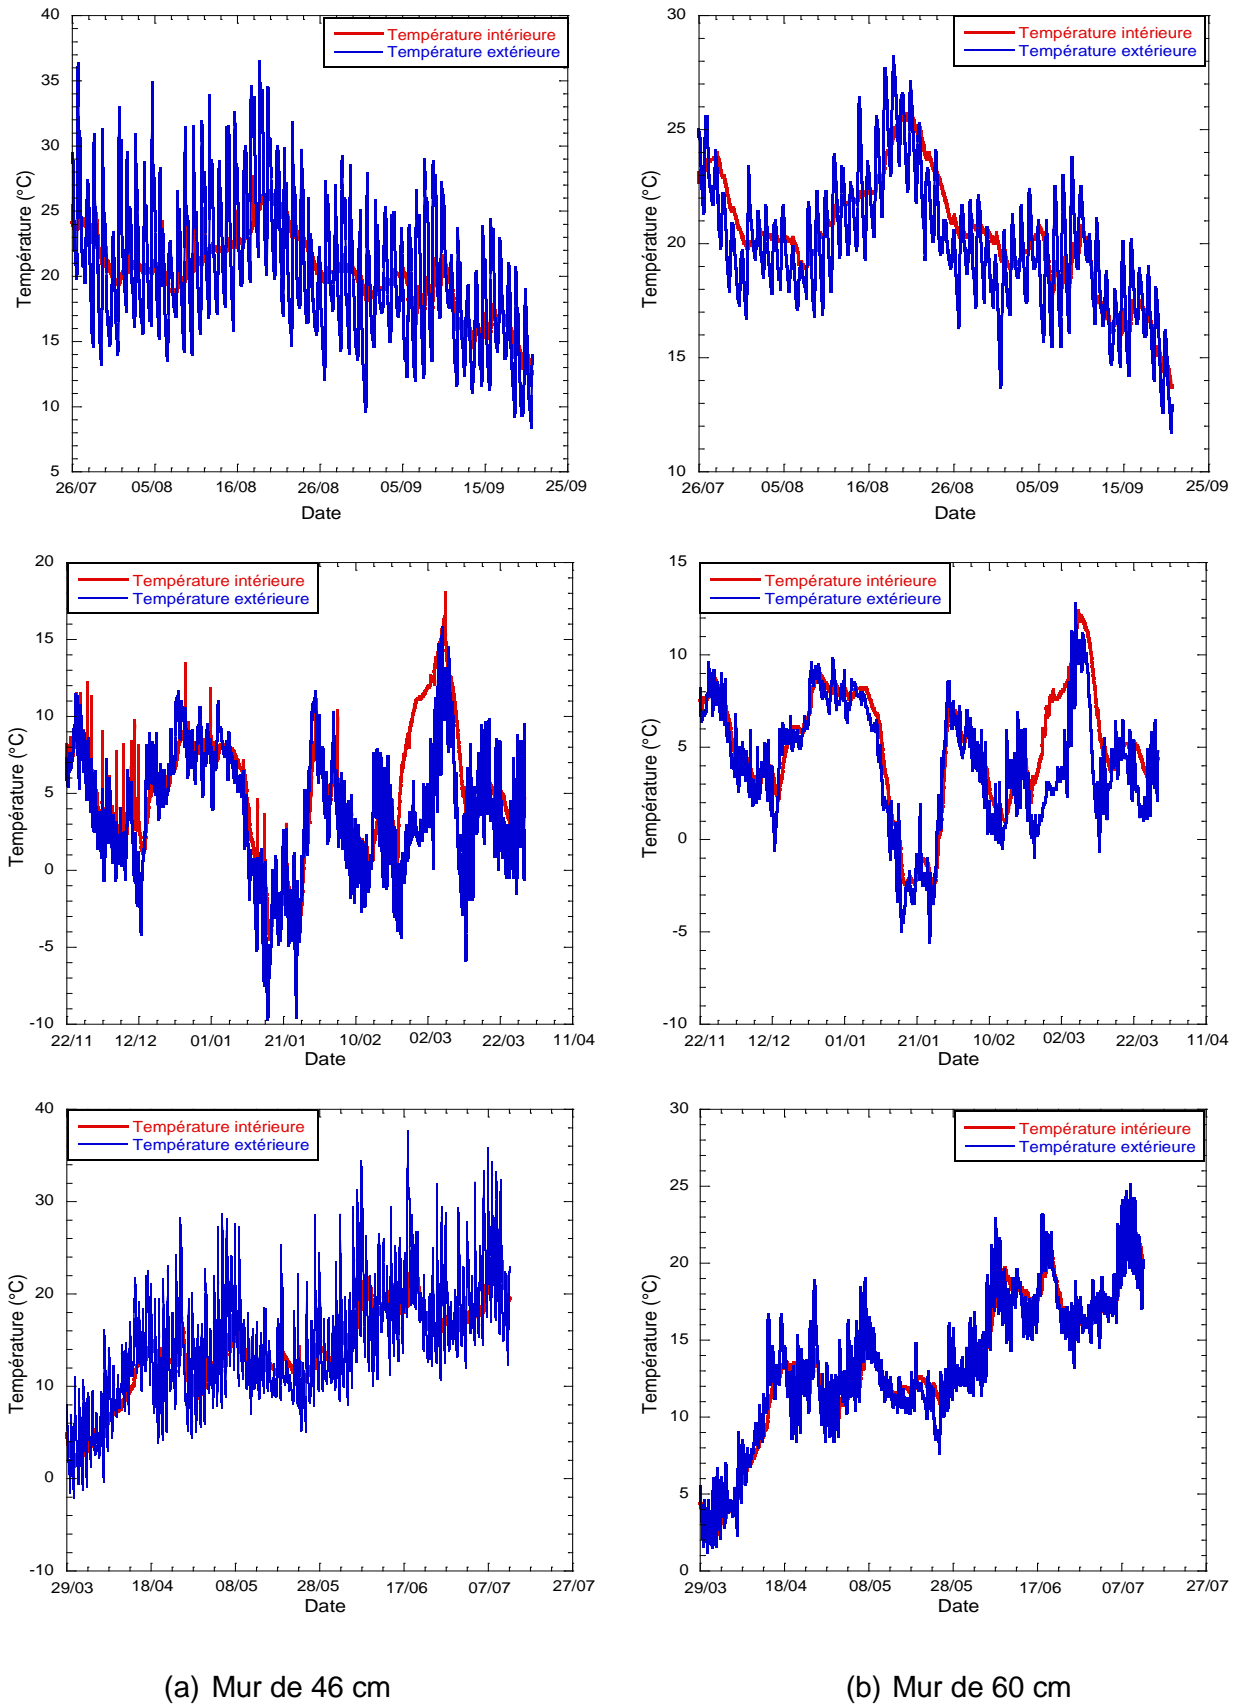 40
35
30
25
20
15
10
5
Température (°C)
Température intérieure
Température extérieure
26/07 05/08 16/08 26/08 05/09 15/09 25/09
Date
30
25
20
15
10
Température (°C)
Température intérieure
Température extérieure
26/07 05/08 16/08 26/08 05/09 15/09 25/09
Date
20
15
10
5
0
-5
-10
Température (°C)
Température intérieure
Température extérieure
22/11 12/12 01/01 21/01 10/02 02/03 22/03 11/04
Date
15
10
5
0
-5
-10
Température (°C)
Température intérieure
Température extérieure
22/11 12/12 01/01 21/01 10/02 02/03 22/03 11/04
Date
40
30
20
10
0
-10
Température (°C)
Température intérieure
Température extérieure
29/03 18/04 08/05 28/05 17/06 07/07 27/07
Date
30
25
20
15
10
5
0
Température (°C)
Température intérieure
Température extérieure
29/03 18/04 08/05 28/05 17/06 07/07 27/07
Date
(a) Mur de 46 cm
(b) Mur de 60 cm